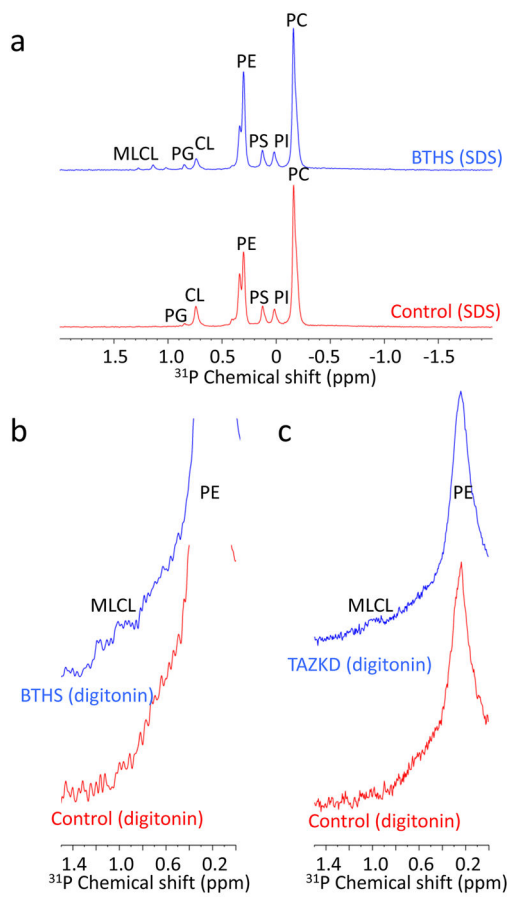 a
PC
PE
MLCL PG CL PS PI
BTHS (SDS)
PC
PE
CL
PG PS PI
Control (SDS)
1.5 1.0 0.5 0 -0.5 -1.0 -1.5
³¹P Chemical shift (ppm)
b
PE
MLCL
BTHS (digitonin)
Control (digitonin)
1.4 1.0 0.6 0.2
³¹P Chemical shift (ppm)
c
PE
MLCL
TAZKD (digitonin)
Control (digitonin)
1.4 1.0 0.6 0.2
³¹P Chemical shift (ppm)